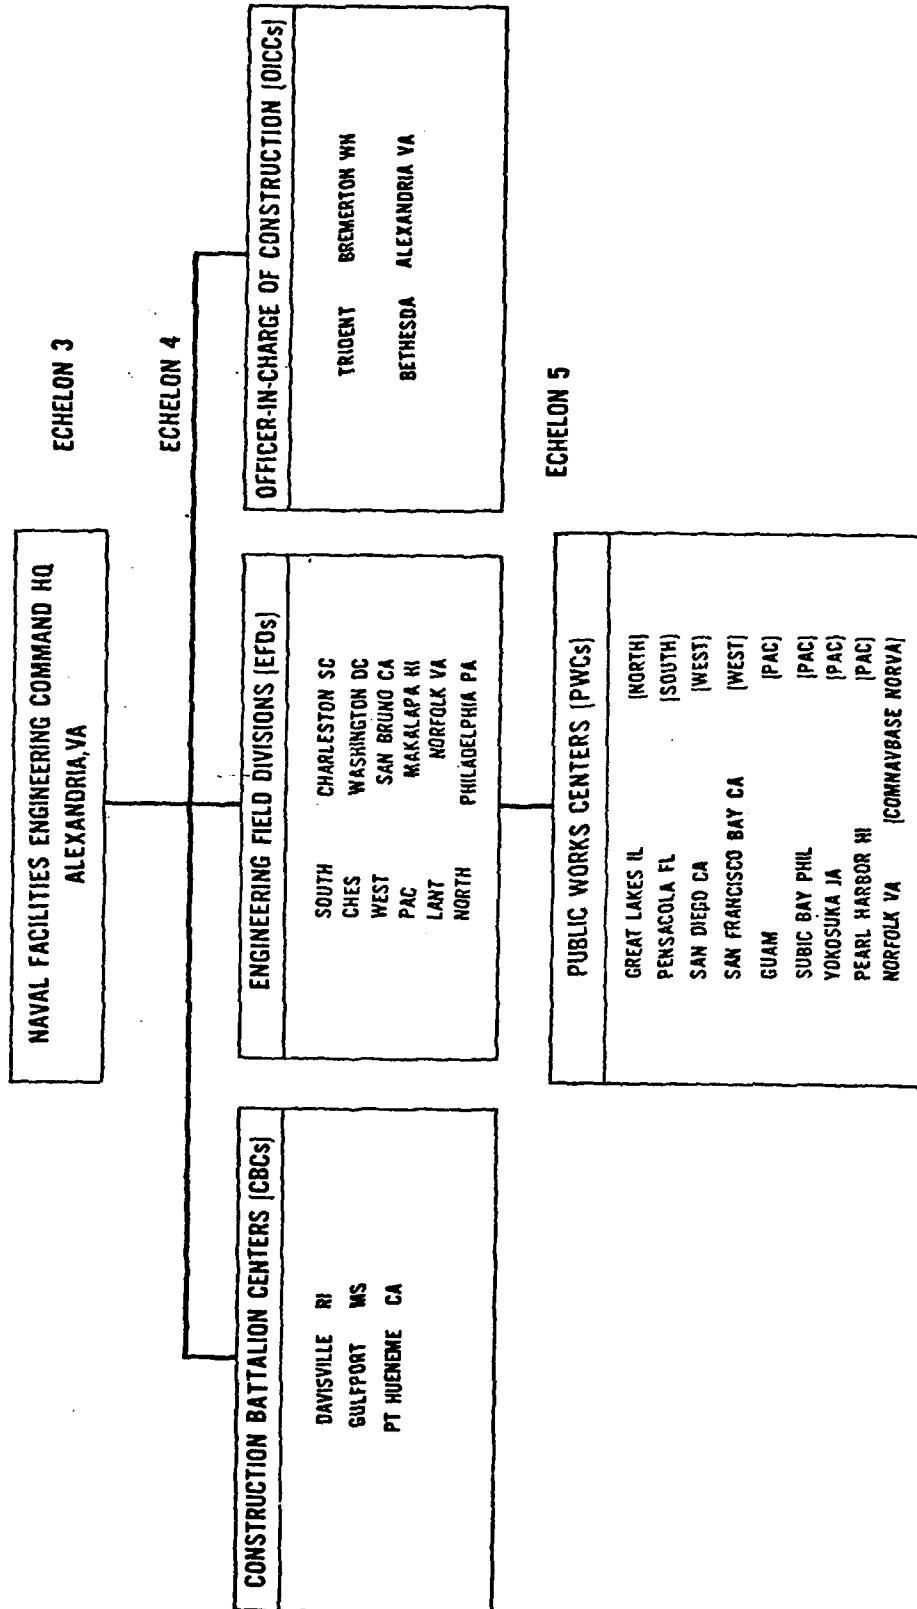 NAVAL FACILITIES ENGINEERING COMMAND HQ
ALEXANDRIA, VA
ECHELON 3
ECHELON 4
CONSTRUCTION BATTALION CENTERS (CBCs)
DAVISVILLE RI
GULFPORT MS
PT HUENEME CA
ENGINEERING FIELD DIVISIONS (EFDs)
SOUTH CHARLESTON SC
CHES WASHINGTON DC
WEST SAN BRUNO CA
PAC MAKALAPA HI
LANT NORFOLK VA
NORTH PHILADELPHIA PA
OFFICER-IN-CHARGE OF CONSTRUCTION (OICCs)
TRIDENT BREMERTON WN
BETHESDA ALEXANDRIA VA
ECHELON 5
PUBLIC WORKS CENTERS (PWCs)
GREAT LAKES IL (NORTH)
PENSACOLA FL (SOUTH)
SAN DIEGO CA (WEST)
SAN FRANCISCO BAY CA (WEST)
GUAM (PAC)
SUBIC BAY PHIL (PAC)
YOKOSUKA JA (PAC)
PEARL HARBOR HI (PAC)
NORFOLK VA (COMNAVBASE NORVA)